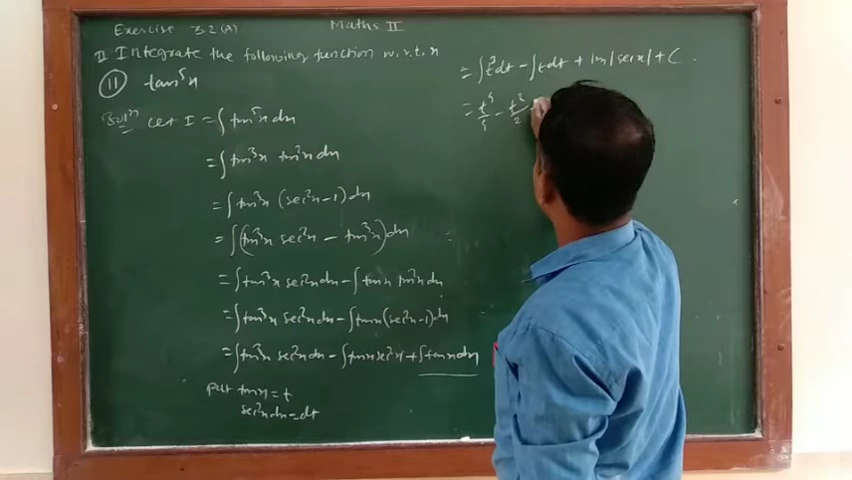 Exercise 3.2 (A) Maths II
II Integrate the following function w.r.t. x
(11) tan⁵x
Solⁿ Let I = ∫tan⁵x dx
= ∫tan³x tan²x dx
= ∫tan³x (sec²x-1) dx
= ∫(tan³x sec²x - tan³x) dx
= ∫tan³x sec²x dx - ∫tanx tan²x dx
= ∫tan³x sec²x dx - ∫tanx (sec²x-1) dx
= ∫tan³x sec²x dx - ∫tanx sec²x + ∫tanx dx
put tanx = t
sec²x dx = dt
= ∫t³dt - ∫t dt + ln|secx| + C.
= t⁴/4 - t²/2